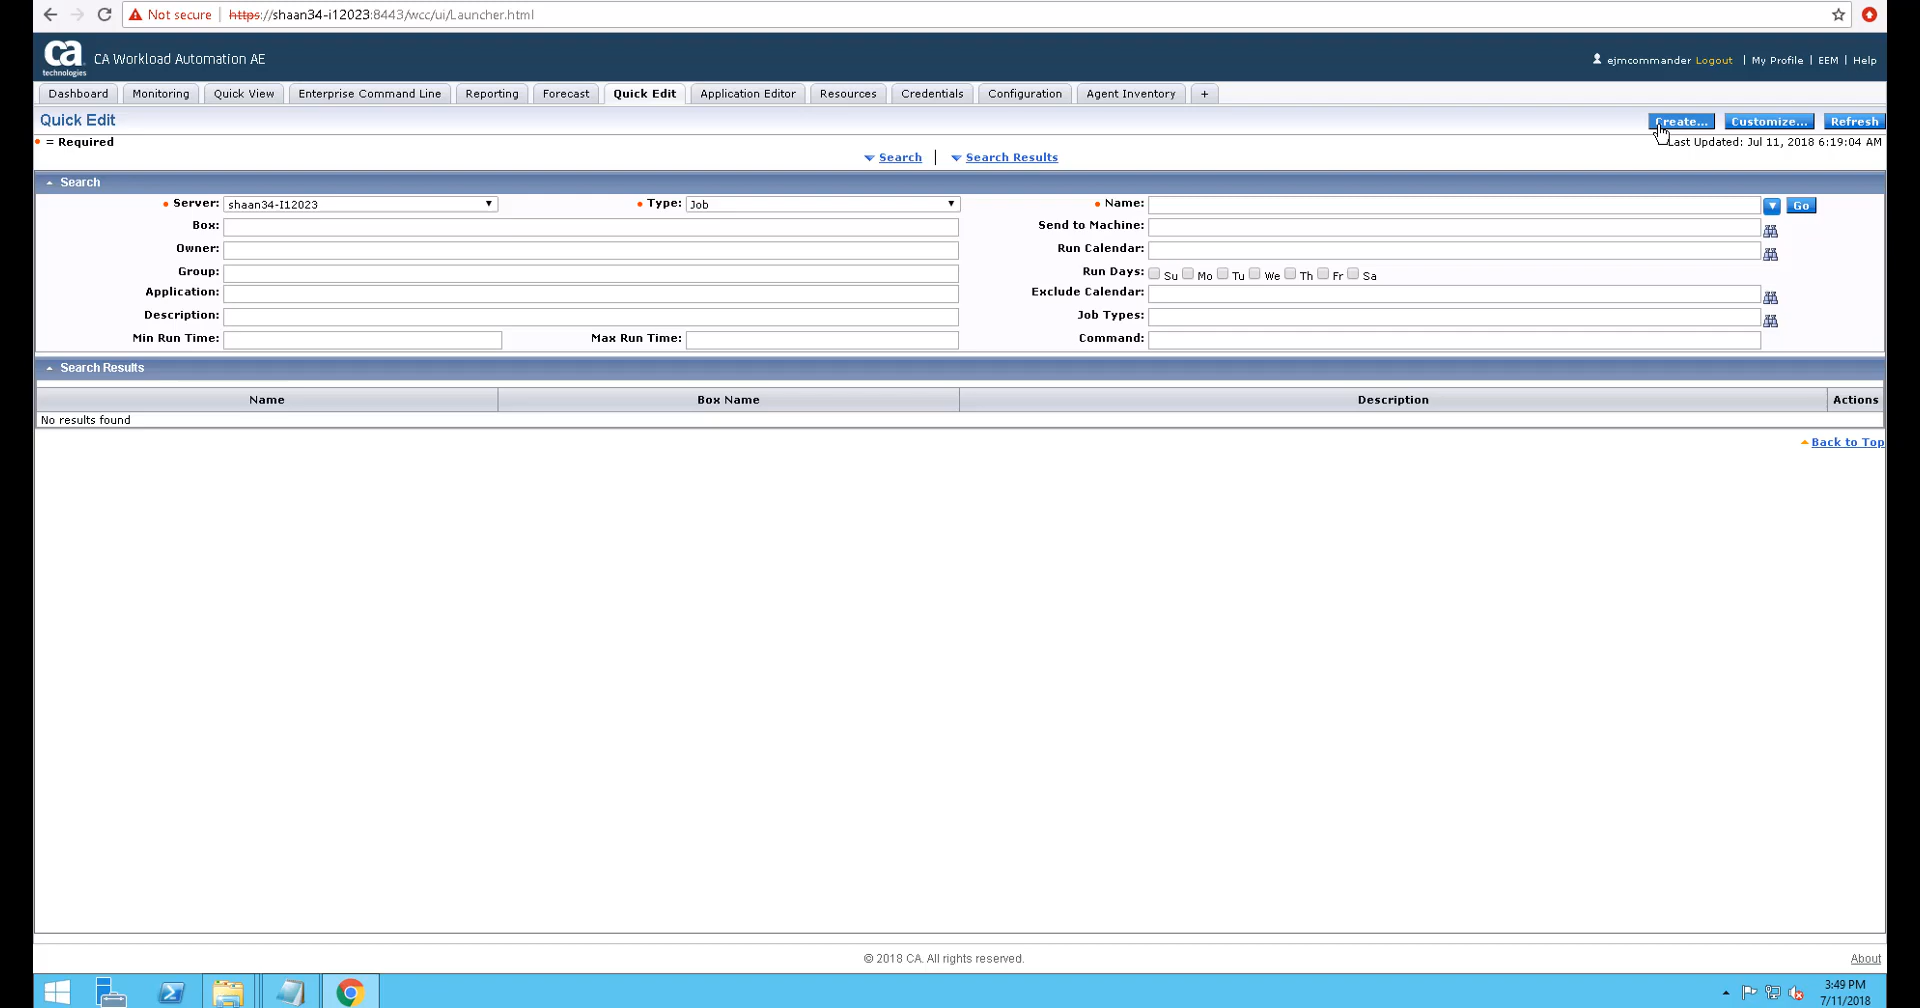 Not secure https://shaan34-i12023:8443/wcc/ui/Launcher.html
ca technologies CA Workload Automation AE
ejmcommander Logout | My Profile | EEM | Help
Dashboard Monitoring Quick View Enterprise Command Line Reporting Forecast Quick Edit Application Editor Resources Credentials Configuration Agent Inventory +
Quick Edit Create... Customize... Refresh
= Required Last Updated: Jul 11, 2018 6:19:04 AM
Search | Search Results
Search
Server: shaan34-I12023 Type: Job Name: Go
Box: Send to Machine:
Owner: Run Calendar:
Group: Run Days: Su Mo Tu We Th Fr Sa
Application: Exclude Calendar:
Description: Job Types:
Min Run Time: Max Run Time: Command:
Search Results
Name Box Name Description Actions
No results found
Back to Top
© 2018 CA. All rights reserved. About
3:49 PM
7/11/2018